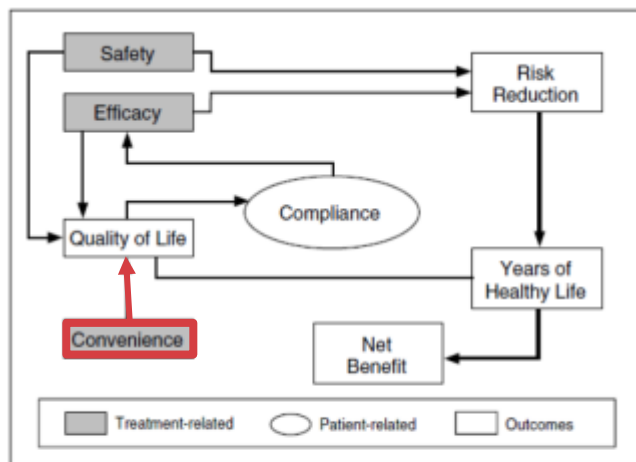 Safety
Risk
Reduction
Efficacy
Compliance
Quality of Life
Years of
Healthy Life
Convenience
Net
Benefit
Treatment-related
Patient-related
Outcomes